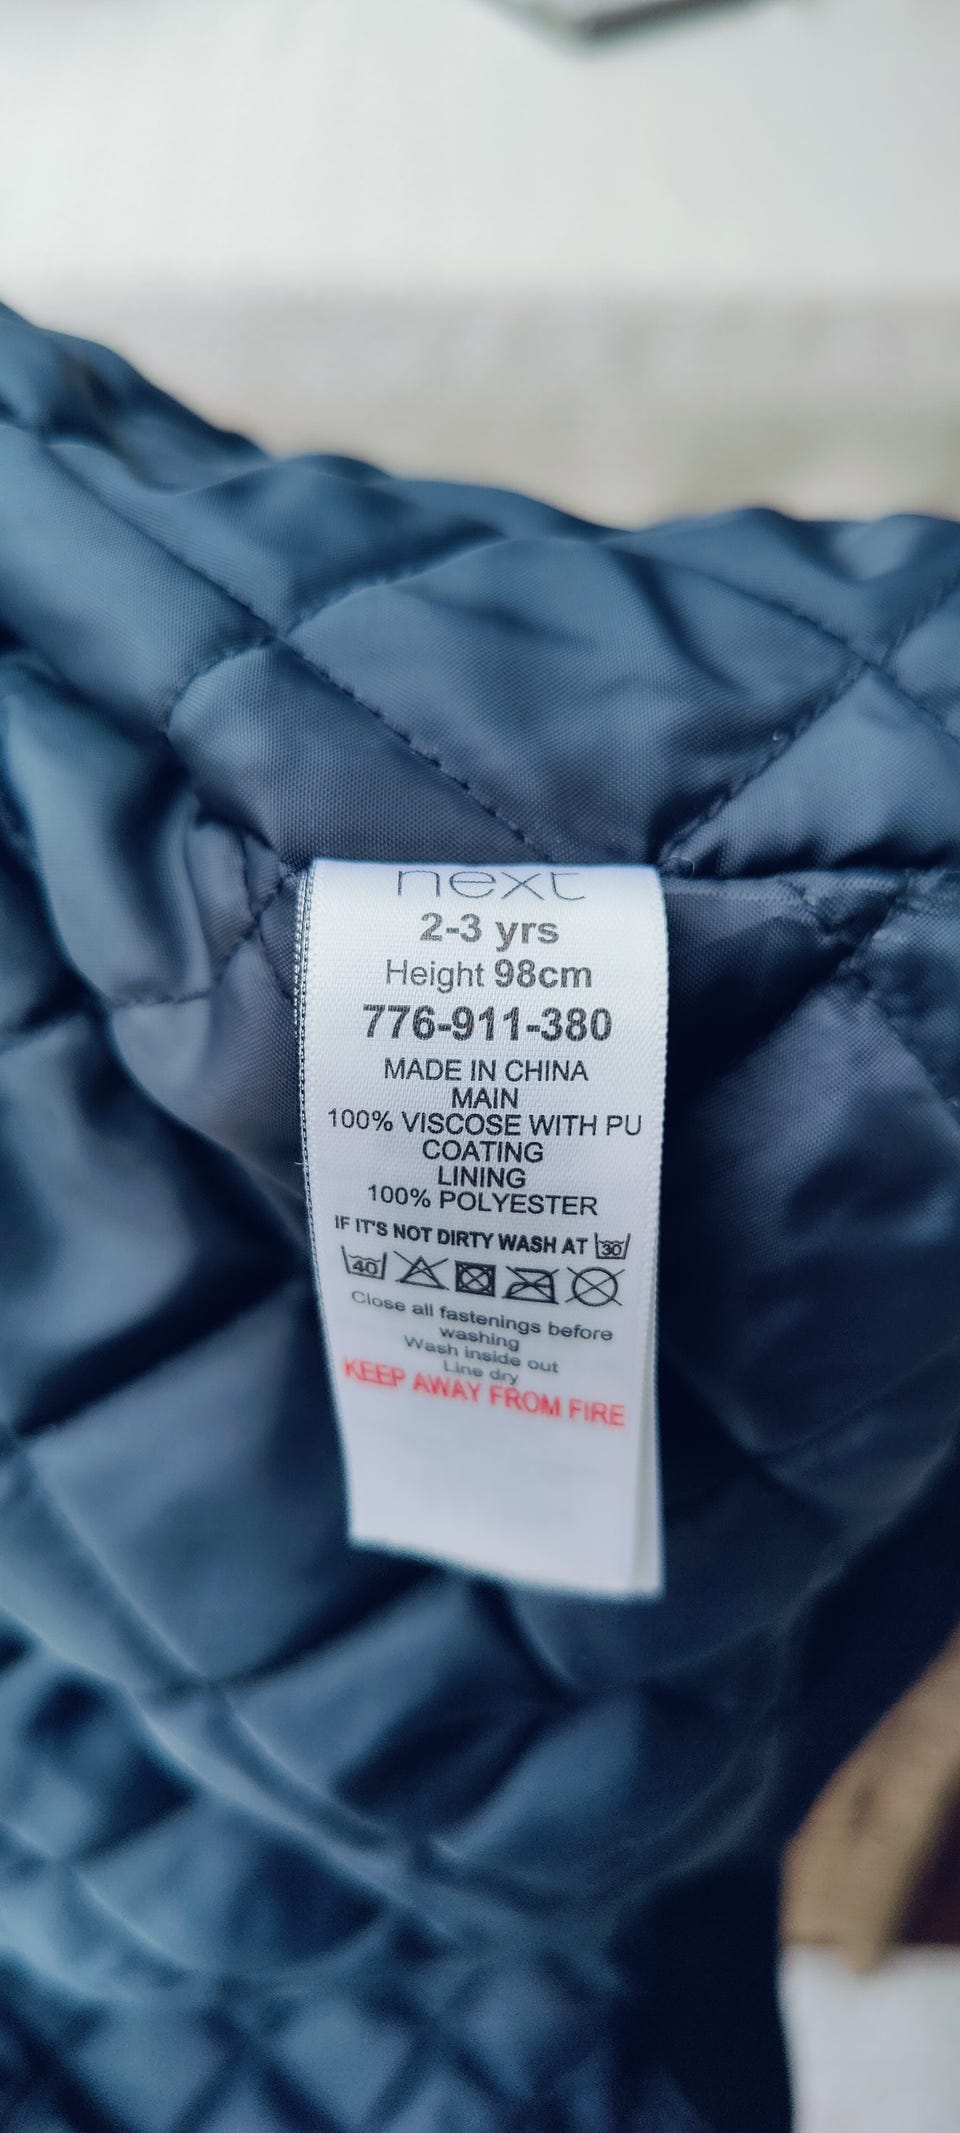 next
2-3 yrs
Height 98cm
776-911-380
MADE IN CHINA
MAIN
100% VISCOSE WITH PU
COATING
LINING
100% POLYESTER
IF IT'S NOT DIRTY WASH AT 30
40
Close all fastenings before
washing
Wash inside out
Line dry
KEEP AWAY FROM FIRE